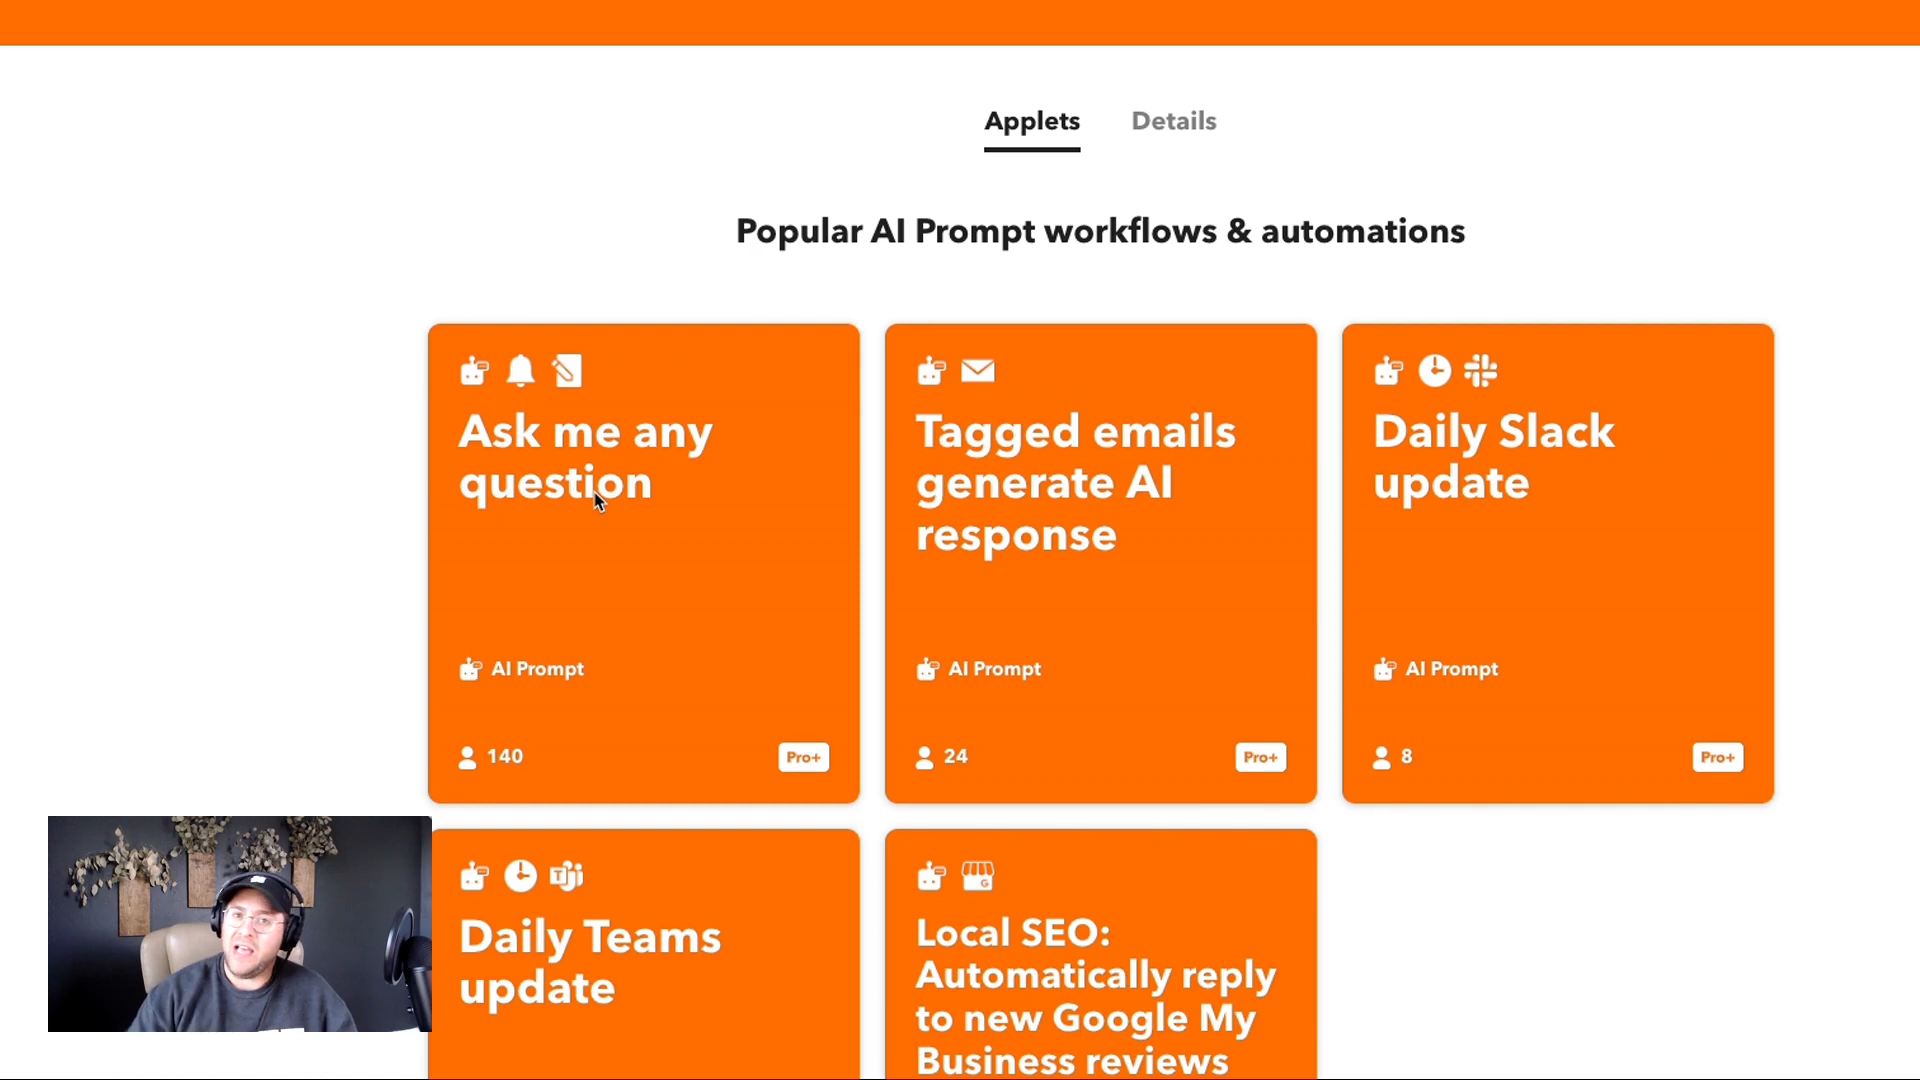 Applets
Details
Popular AI Prompt workflows & automations
Ask me any
question
AI Prompt
140
Pro+
Tagged emails
generate AI
response
AI Prompt
24
Pro+
Daily Slack
update
AI Prompt
8
Pro+
Daily Teams
update
Local SEO:
Automatically reply
to new Google My
Business reviews